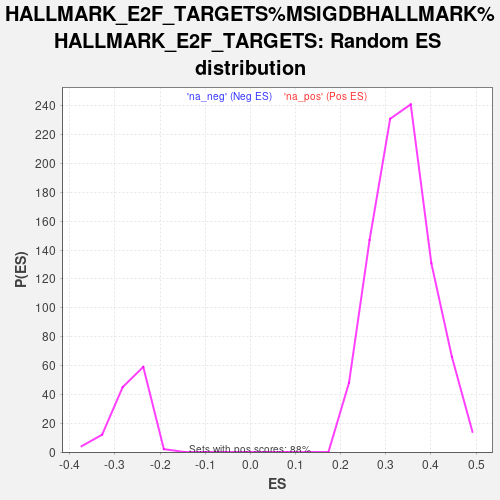 HALLMARK_E2F_TARGETS%MSIGDBHALLMARK%
HALLMARK_E2F_TARGETS: Random ES
distribution
'na_neg' (Neg ES) 'na_pos' (Pos ES)
P(ES)
240
220
200
180
160
140
120
100
80
60
40
20
0
Sets with pos scores: 88%
-0.4 -0.3 -0.2 -0.1 0.0 0.1 0.2 0.3 0.4 0.5
ES